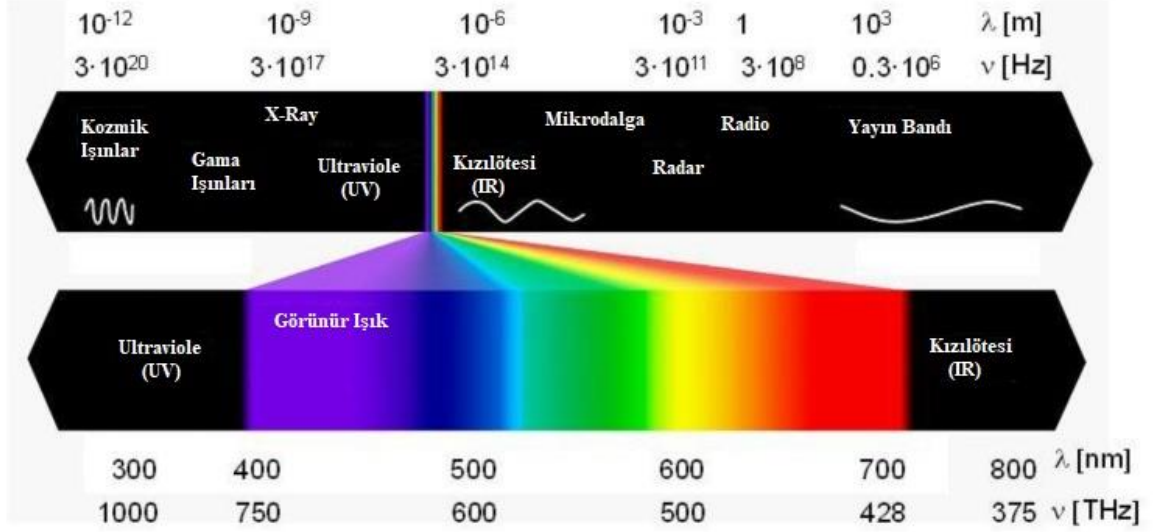 10-12 10-9 10-6 10-3 1 103 λ [m]
3·1020 3·1017 3·1014 3·1011 3·108 0.3·106 ν [Hz]
Kozmik
Işınlar
Gama
Işınları
X-Ray
Ultraviole
(UV)
Kızılötesi
(IR)
Mikrodalga
Radar
Radio
Yayın Bandı
Ultraviole
(UV)
Görünür Işık
Kızılötesi
(IR)
300 400 500 600 700 800 λ [nm]
1000 750 600 500 428 375 ν [THz]